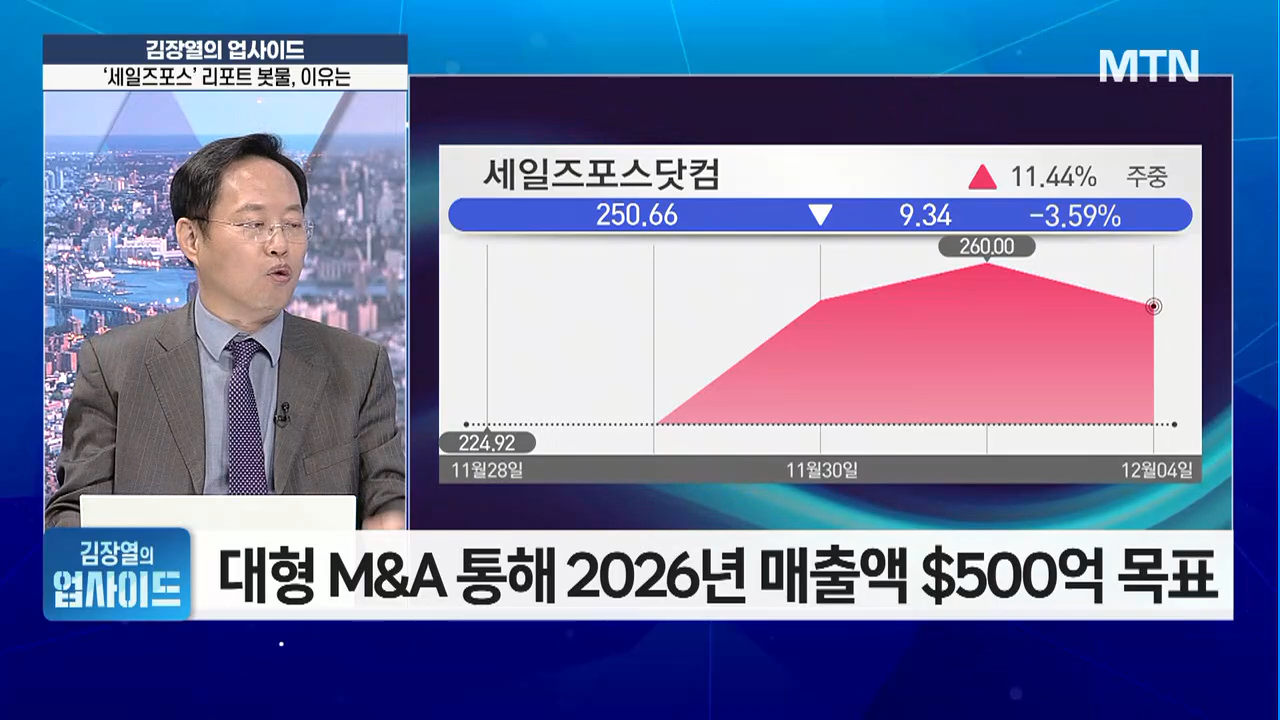 김장열의 업사이드
'세일즈포스' 리포트 봇물, 이유는
MTN
세일즈포스닷컴 ▲ 11.44% 주중
250.66 ▼ 9.34 -3.59%
260.00
224.92
11월28일 11월30일 12월04일
김장열의
업사이드
대형 M&A 통해 2026년 매출액 $500억 목표